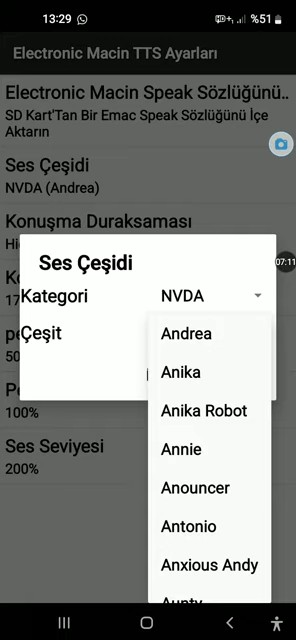 13:29
%51
Electronic Macin TTS Ayarları
Electronic Macin Speak Sözlüğünü..
SD Kart'Tan Bir Emac Speak Sözlüğünü İçe
Aktarın
Ses Çeşidi
NVDA (Andrea)
Konuşma Duraksaması
07:11
Ses Çeşidi
Kategori
NVDA
Çeşit
Andrea
Anika
Anika Robot
Annie
Anouncer
Antonio
Anxious Andy
Aunty
17
50
100%
Ses Seviyesi
200%